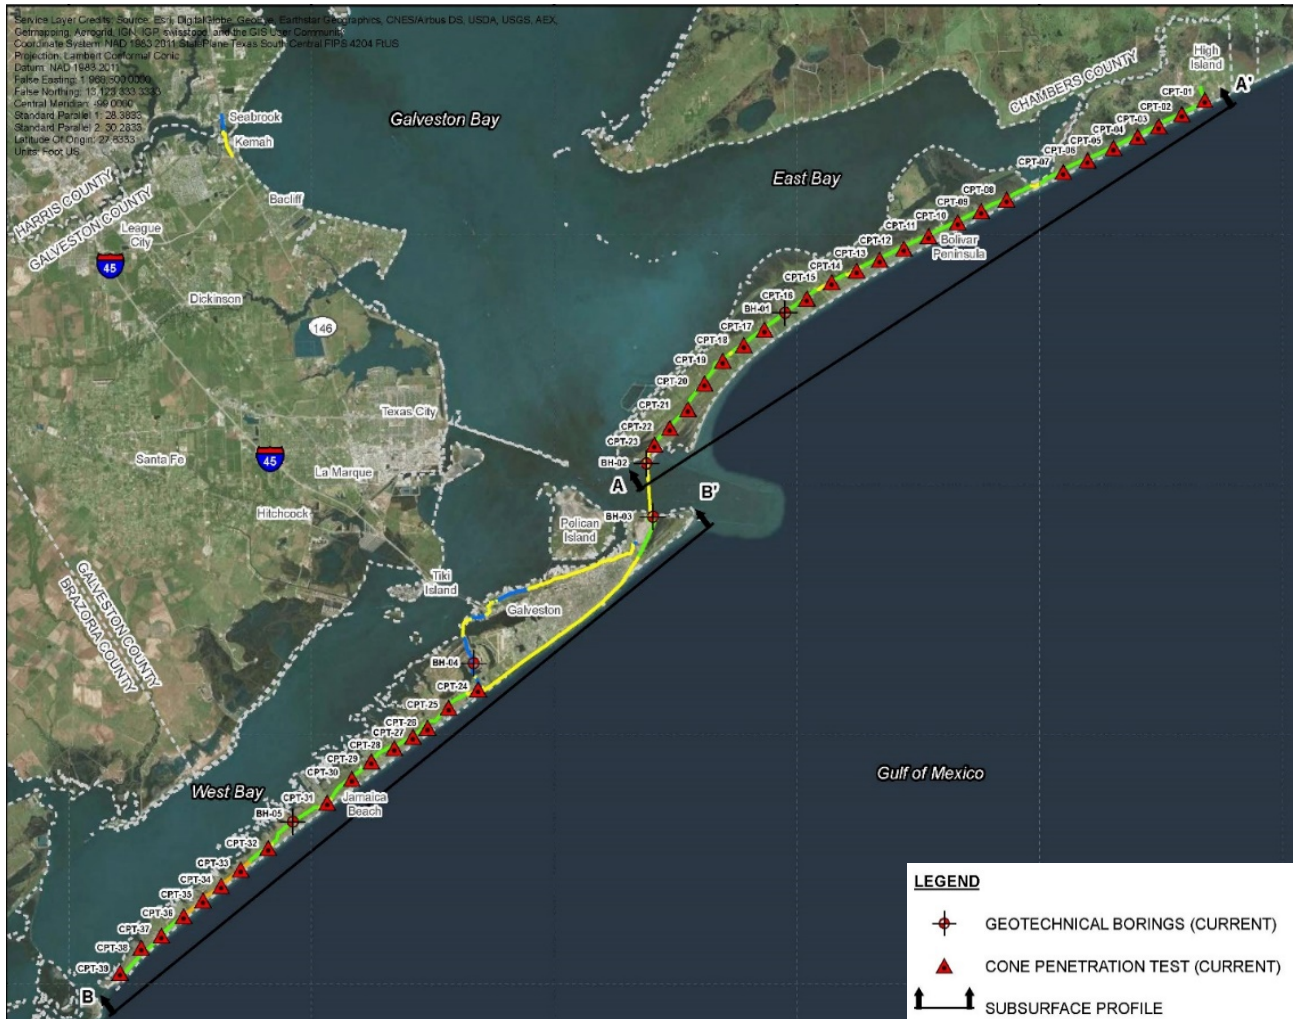 Service Layer Credits: Source: Esri, DigitalGlobe, GeoEye, Earthstar Geographics, CNES/Airbus DS, USDA, USGS, AEX,
Getmapping, Aerogrid, IGN, IGP, swisstopo, and the GIS User Community
Coordinate System: NAD 1983 2011 StatePlane Texas South Central FIPS 4204 FtUS
Projection: Lambert Conformal Conic
Datum: NAD 1983 2011
False Easting: 1,968,500.0000
False Northing: 13,123,333.3333
Central Meridian: -99.0000
Standard Parallel 1: 28.3833
Standard Parallel 2: 30.2833
Latitude Of Origin: 27.8333
Units: Foot US
High
Island
A'
CHAMBERS COUNTY
CPT-01
CPT-02
CPT-03
CPT-04
CPT-05
CPT-06
CPT-07
Seabrook
Kemah
Galveston Bay
East Bay
HARRIS COUNTY
GALVESTON COUNTY
Bacliff
League
City
45
CPT-08
CPT-09
CPT-10
CPT-11
CPT-12
CPT-13
CPT-14
CPT-15
CPT-16
Bolivar
Peninsula
Dickinson
146
BH-01
CPT-17
CPT-18
CPT-19
CPT-20
CPT-21
CPT-22
CPT-23
BH-02
A
Texas City
Santa Fe
45
La Marque
Hitchcock
B'
BH-03
Pelican
Island
Tiki
Island
Galveston
GALVESTON COUNTY
BRAZORIA COUNTY
BH-04
CPT-24
CPT-25
CPT-26
CPT-27
CPT-28
CPT-29
CPT-30
CPT-31
Jamaica
Beach
West Bay
Gulf of Mexico
BH-05
CPT-32
CPT-33
CPT-34
CPT-35
CPT-36
CPT-37
CPT-38
CPT-39
B
LEGEND
GEOTECHNICAL BORINGS (CURRENT)
CONE PENETRATION TEST (CURRENT)
SUBSURFACE PROFILE